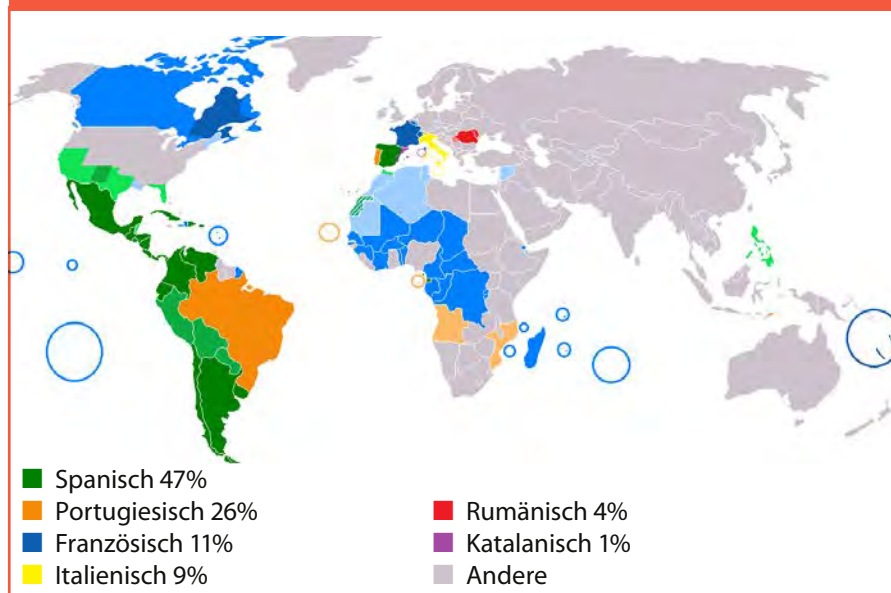 Spanisch 47%
Portugiesisch 26%
Französisch 11%
Italienisch 9%
Rumänisch 4%
Katalanisch 1%
Andere